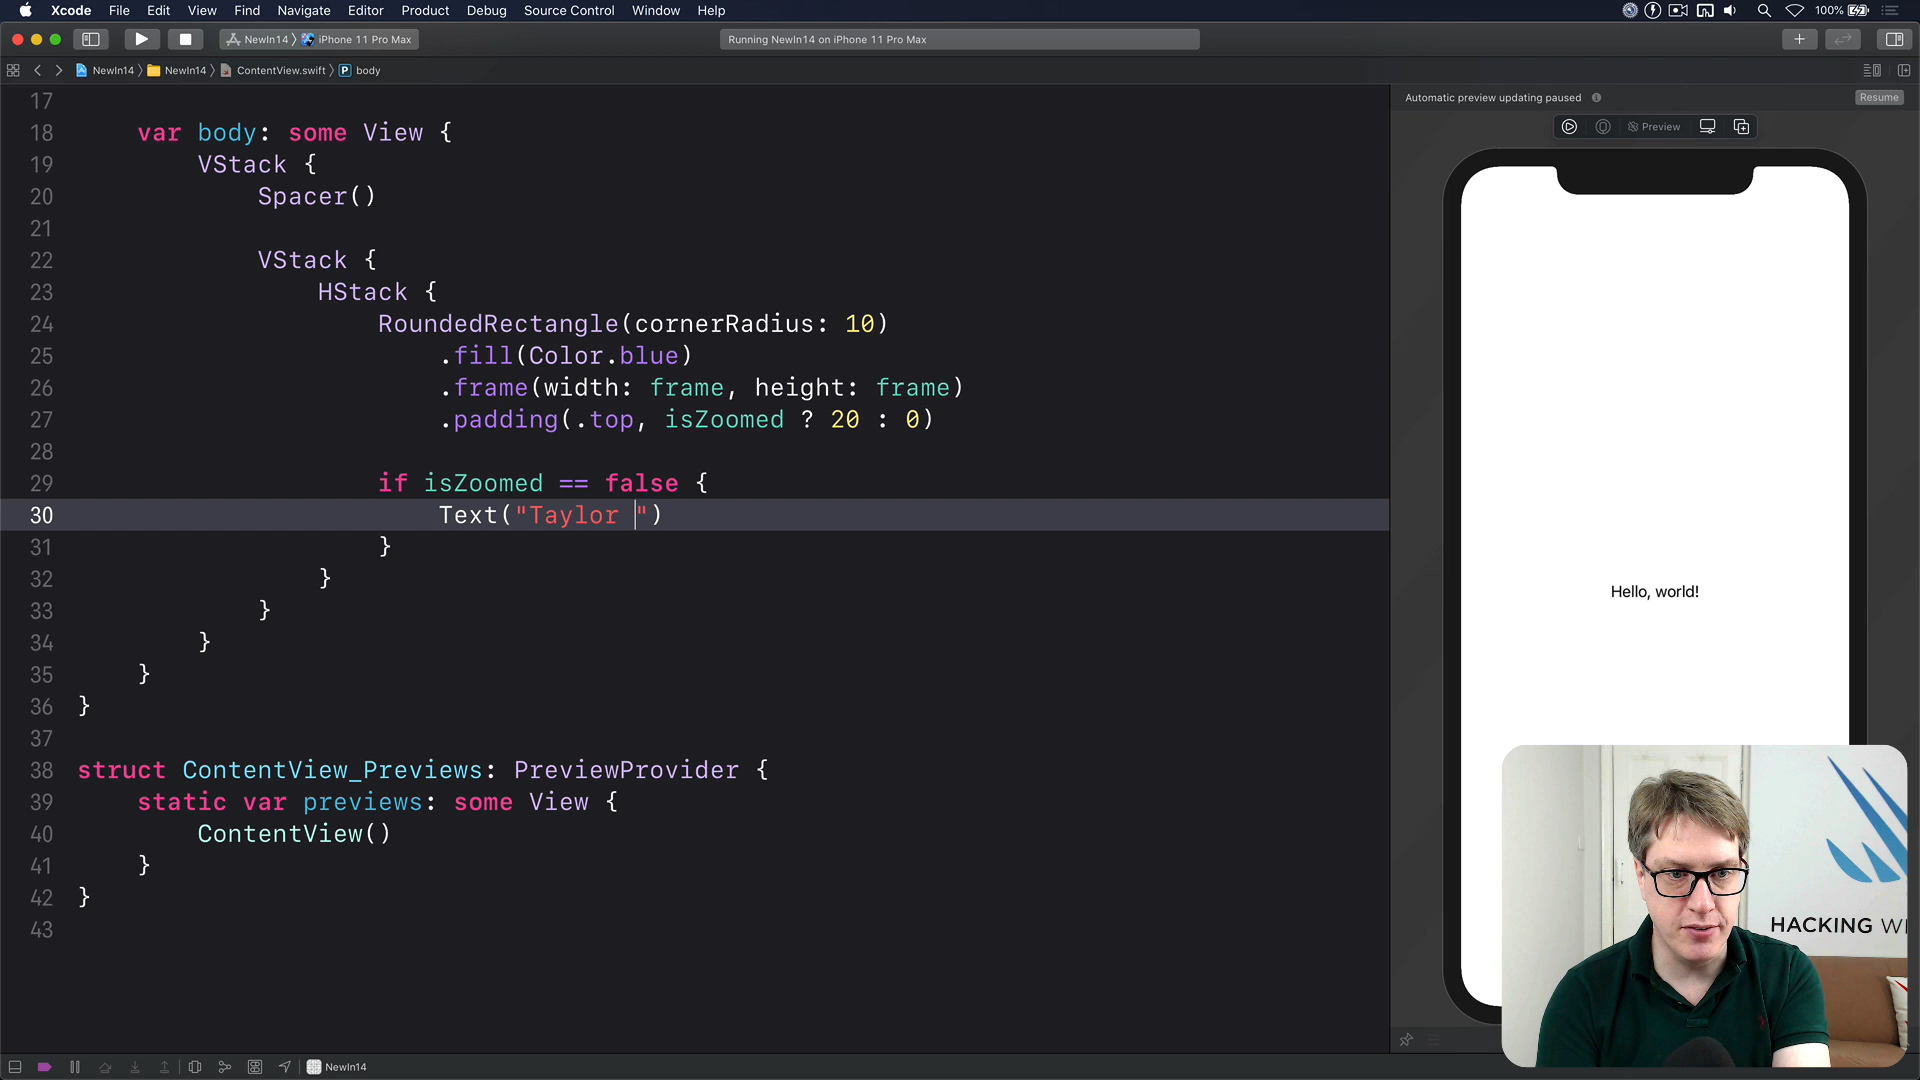 Xcode File Edit View Find Navigate Editor Product Debug Source Control Window Help 100%
NewIn14 iPhone 11 Pro Max Running NewIn14 on iPhone 11 Pro Max
NewIn14 NewIn14 ContentView.swift P body
Automatic preview updating paused Resume
Preview
17
18 var body: some View {
19 VStack {
20 Spacer()
21
22 VStack {
23 HStack {
24 RoundedRectangle(cornerRadius: 10)
25 .fill(Color.blue)
26 .frame(width: frame, height: frame)
27 .padding(.top, isZoomed ? 20 : 0)
28
29 if isZoomed == false {
30 Text("Taylor ")
31 }
32 }
33 }
34 }
35 }
36 }
37
38 struct ContentView_Previews: PreviewProvider {
39 static var previews: some View {
40 ContentView()
41 }
42 }
43
Hello, world!
HACKING WI
NewIn14